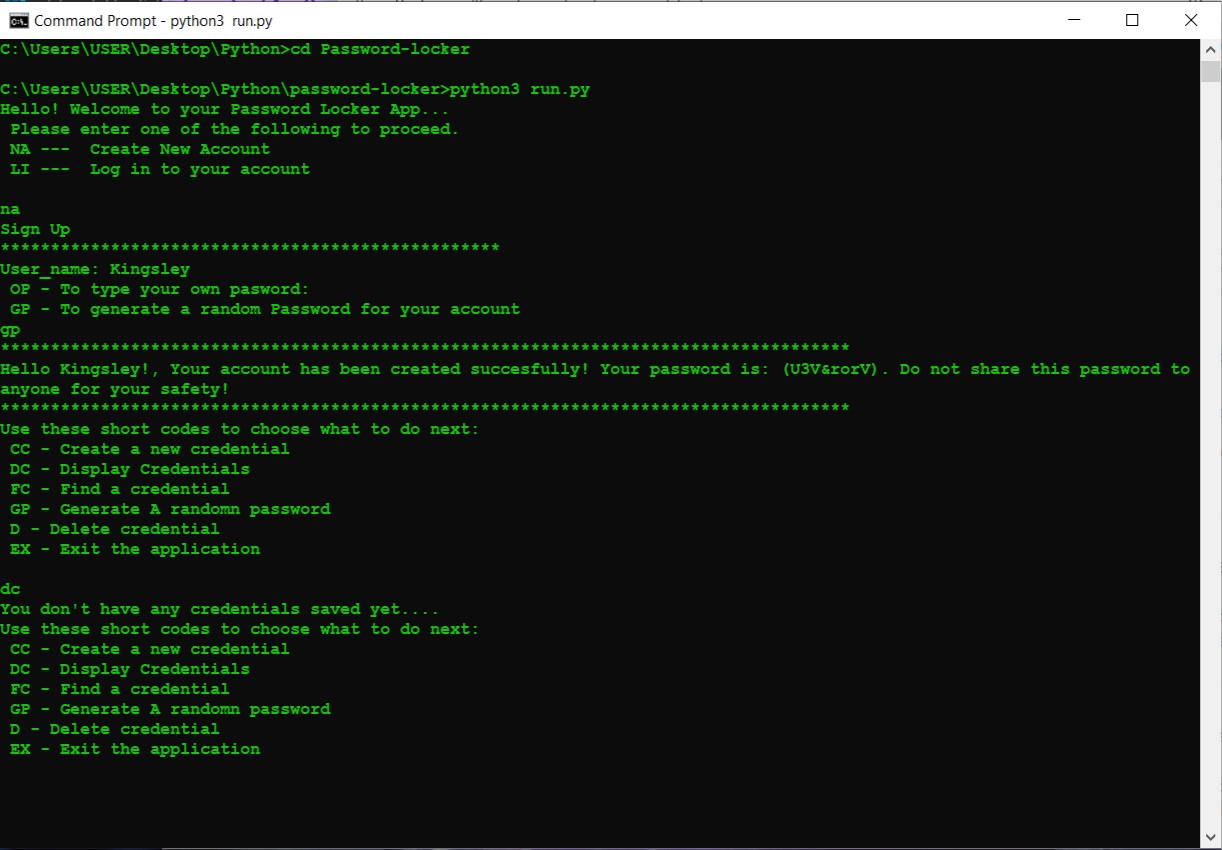 Command Prompt - python3  run.py
C:\Users\USER\Desktop\Python>cd Password-locker
C:\Users\USER\Desktop\Python\password-locker>python3 run.py
Hello! Welcome to your Password Locker App...
 Please enter one of the following to proceed.
 NA ---  Create New Account
 LI ---  Log in to your account
na
Sign Up
**************************************************
User_name: Kingsley
 OP - To type your own pasword:
 GP - To generate a random Password for your account
gp
*************************************************************************************
Hello Kingsley!, Your account has been created succesfully! Your password is: (U3V&rorV). Do not share this password to
anyone for your safety!
*************************************************************************************
Use these short codes to choose what to do next:
 CC - Create a new credential
 DC - Display Credentials
 FC - Find a credential
 GP - Generate A randomn password
 D - Delete credential
 EX - Exit the application
dc
You don't have any credentials saved yet....
Use these short codes to choose what to do next:
 CC - Create a new credential
 DC - Display Credentials
 FC - Find a credential
 GP - Generate A randomn password
 D - Delete credential
 EX - Exit the application